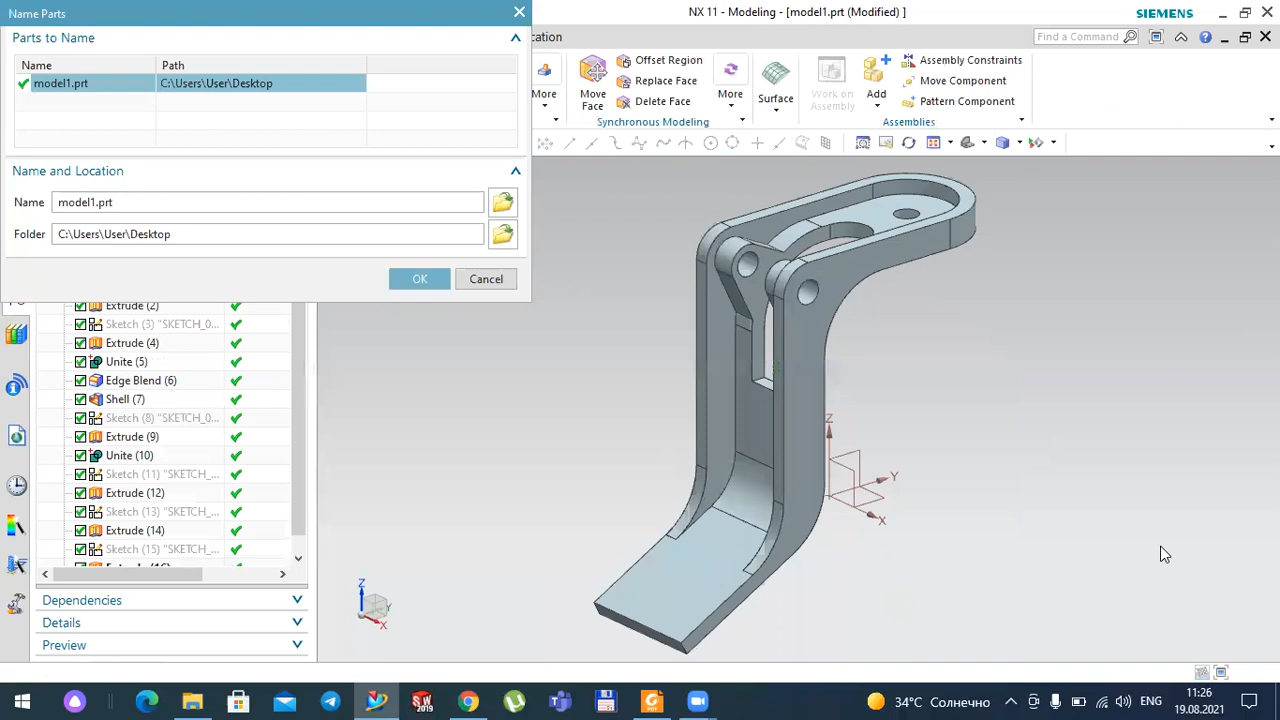 Name Parts
NX 11 - Modeling - [model1.prt (Modified) ]
SIEMENS
Parts to Name
Name Path
model1.prt C:\Users\User\Desktop
Name and Location
Name model1.prt
Folder C:\Users\User\Desktop
OK Cancel
Find a Command
More
Move Face
Offset Region
Replace Face
Delete Face
More
Surface
Work on Assembly
Add
Assembly Constraints
Move Component
Pattern Component
Synchronous Modeling
Assemblies
Extrude (2)
Sketch (3) "SKETCH_0...
Extrude (4)
Unite (5)
Edge Blend (6)
Shell (7)
Sketch (8) "SKETCH_0...
Extrude (9)
Unite (10)
Sketch (11) "SKETCH_...
Extrude (12)
Sketch (13) "SKETCH_...
Extrude (14)
Sketch (15) "SKETCH_...
Dependencies
Details
Preview
Z
Y
X
Z
Y
X
SW
2019
34°C Солнечно
ENG
11:26
19.08.2021